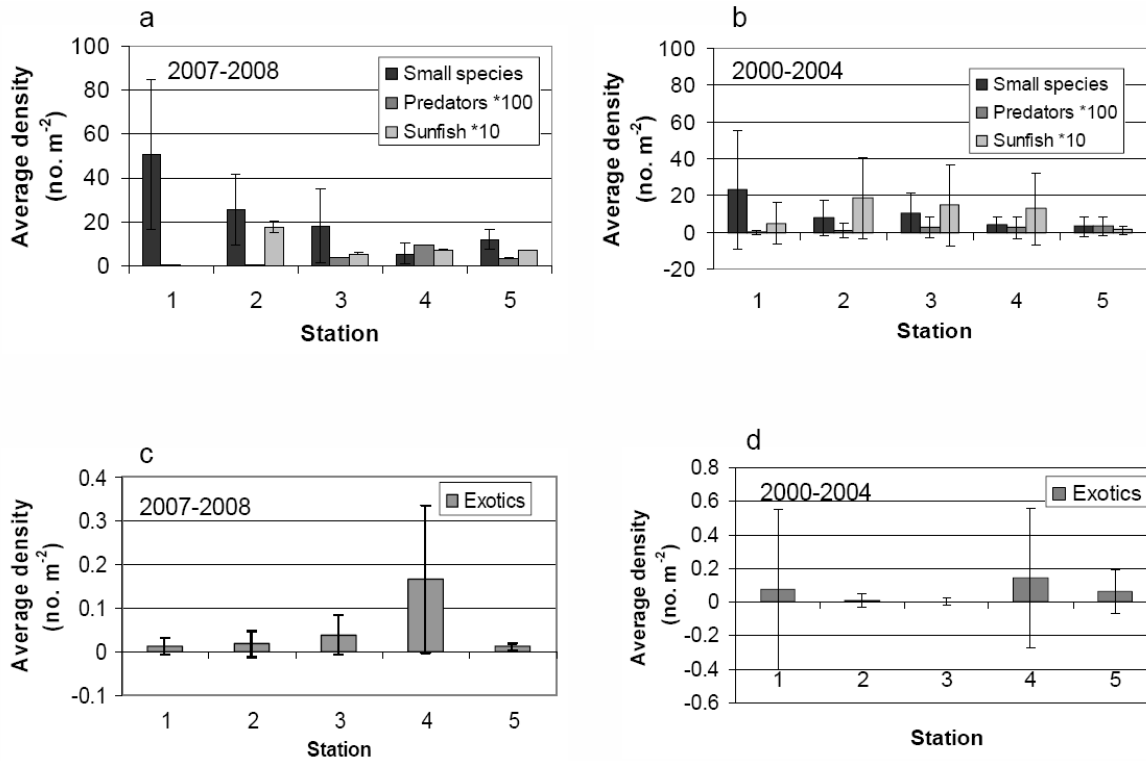 a
2007-2008
Small species
Predators *100
Sunfish *10
100
80
60
40
20
0
Average density
(no. m-2)
1 2 3 4 5
Station
b
2000-2004
Small species
Predators *100
Sunfish *10
100
80
60
40
20
0
-20
Average density
(no. m-2)
1 2 3 4 5
Station
c
2007-2008
Exotics
0.4
0.3
0.2
0.1
0
-0.1
Average density
(no. m-2)
1 2 3 4 5
Station
d
2000-2004
Exotics
0.8
0.6
0.4
0.2
0
-0.2
-0.4
-0.6
Average density
(no. m-2)
1 2 3 4 5
Station